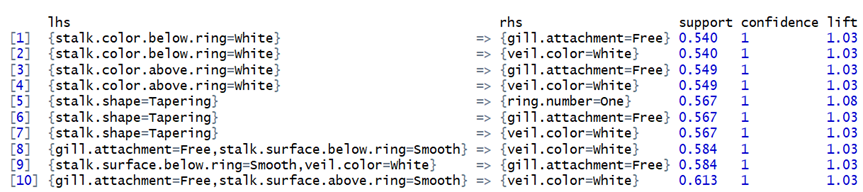 lhs rhs support confidence lift
[1] {stalk.color.below.ring=White} => {gill.attachment=Free} 0.540 1 1.03
[2] {stalk.color.below.ring=White} => {veil.color=White} 0.540 1 1.03
[3] {stalk.color.above.ring=White} => {gill.attachment=Free} 0.549 1 1.03
[4] {stalk.color.above.ring=White} => {veil.color=White} 0.549 1 1.03
[5] {stalk.shape=Tapering} => {ring.number=One} 0.567 1 1.08
[6] {stalk.shape=Tapering} => {gill.attachment=Free} 0.567 1 1.03
[7] {stalk.shape=Tapering} => {veil.color=White} 0.567 1 1.03
[8] {gill.attachment=Free,stalk.surface.below.ring=Smooth} => {veil.color=White} 0.584 1 1.03
[9] {stalk.surface.below.ring=Smooth,veil.color=White} => {gill.attachment=Free} 0.584 1 1.03
[10] {gill.attachment=Free,stalk.surface.above.ring=Smooth} => {veil.color=White} 0.613 1 1.03